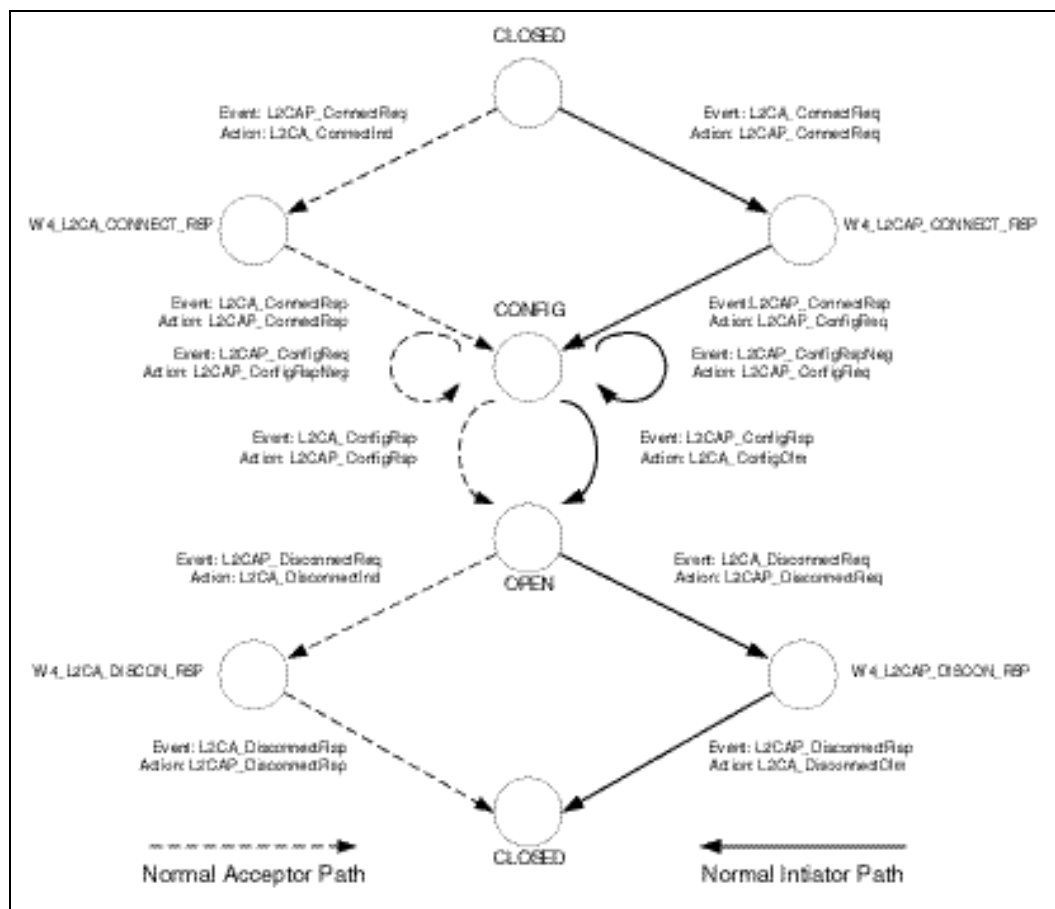 CLOSED
Event: L2CAP_ConnectReq
Action: L2CA_ConnectInd
Event: L2CA_ConnectReq
Action: L2CAP_ConnectReq
W4_L2CA_CONNECT_RSP
W4_L2CAP_CONNECT_RSP
Event: L2CA_ConnectRsp
Action: L2CAP_ConnectRsp
CONFIG
Event:L2CAP_ConnectRsp
Action: L2CAP_ConfigReq
Event: L2CAP_ConfigReq
Action: L2CAP_ConfigRspNeg
Event: L2CAP_ConfigRspNeg
Action: L2CAP_ConfigReq
Event: L2CA_ConfigRsp
Action: L2CAP_ConfigRsp
Event: L2CAP_ConfigRsp
Action: L2CA_ConfigCfm
Event: L2CAP_DisconnectReq
Action: L2CA_DisconnectInd
OPEN
Event: L2CA_DisconnectReq
Action: L2CAP_DisconnectReq
W4_L2CA_DISCON_RSP
W4_L2CAP_DISCON_RSP
Event: L2CA_DisconnectRsp
Action: L2CAP_DisconnectRsp
Event: L2CAP_DisconnectRsp
Action: L2CA_DisconnectCfm
CLOSED
Normal Acceptor Path
Normal Intiator Path